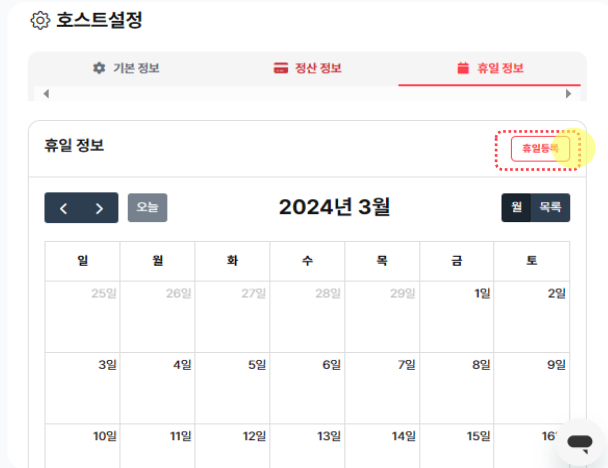 호스트설정
기본 정보 정산 정보 휴일 정보
휴일 정보 휴일등록
오늘 2024년 3월 월 목록
일 월 화 수 목 금 토
25일 26일 27일 28일 29일 1일 2일
3일 4일 5일 6일 7일 8일 9일
10일 11일 12일 13일 14일 15일 16